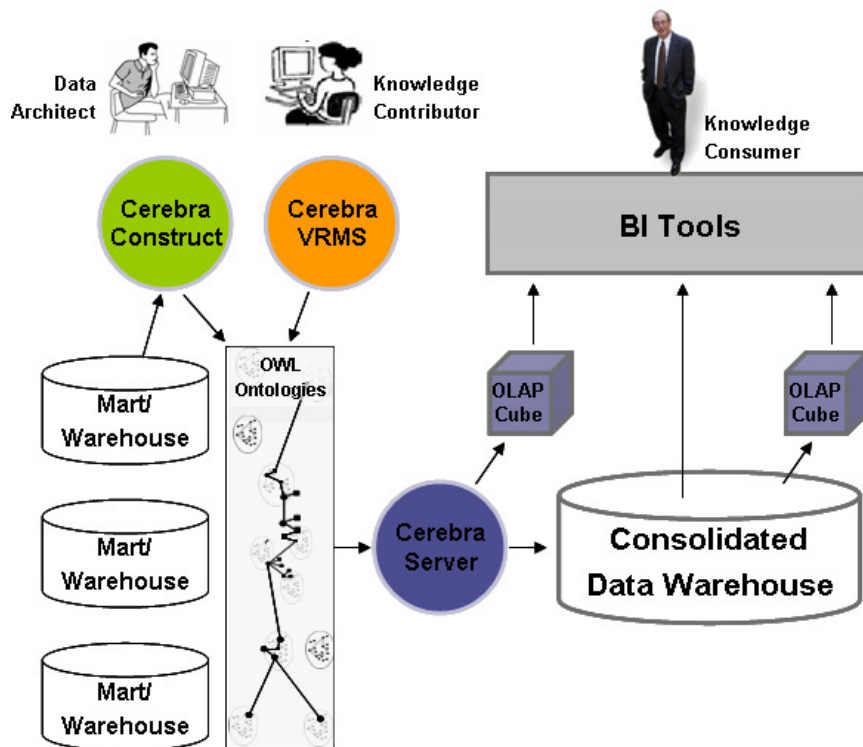 Data
Architect
Knowledge
Contributor
Knowledge
Consumer
Cerebra
Construct
Cerebra
VRMS
BI Tools
OWL
Ontologies
Mart/
Warehouse
OLAP
Cube
OLAP
Cube
Mart/
Warehouse
Cerebra
Server
Consolidated
Data Warehouse
Mart/
Warehouse